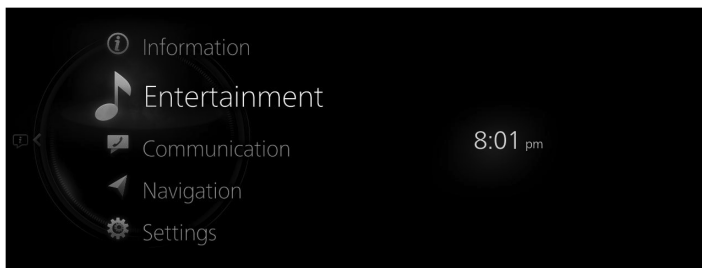 Information
Entertainment
Communication
8:01 pm
Navigation
Settings